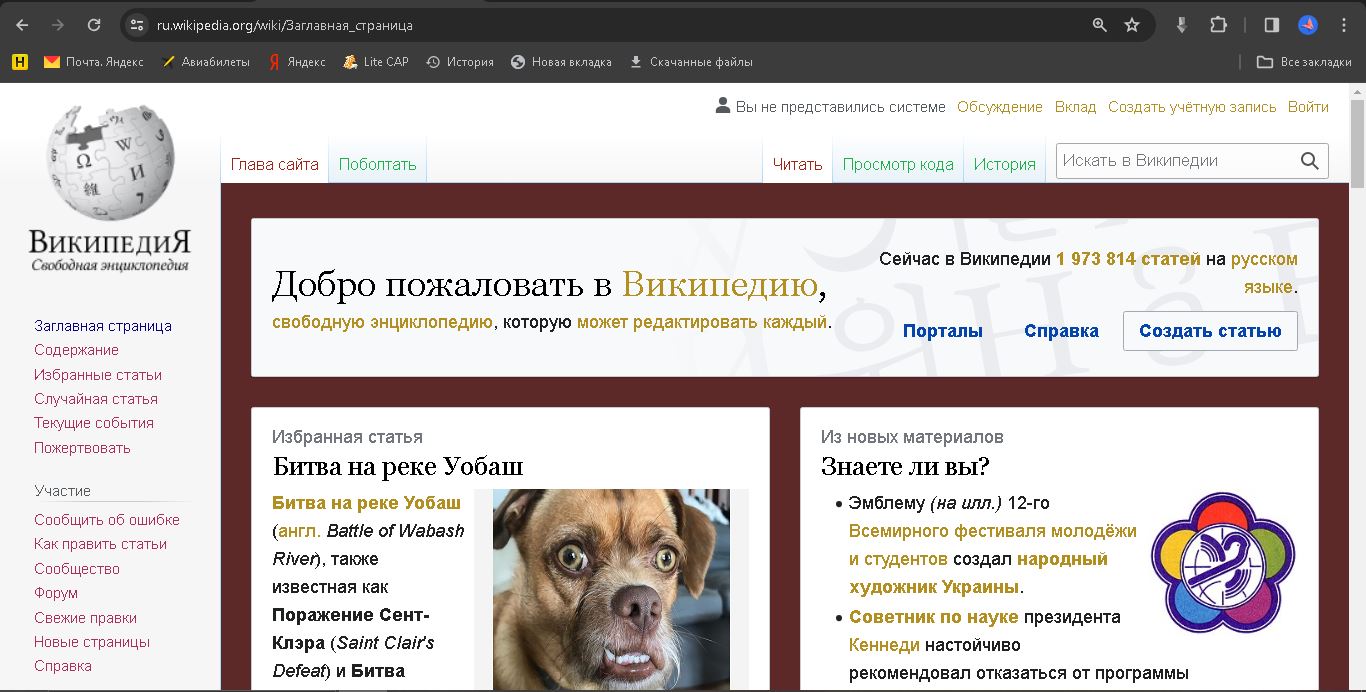 ru.wikipedia.org/wiki/Заглавная_страница
Почта. Яндекс Авиабилеты Яндекс Lite CAP История Новая вкладка Скачанные файлы Все закладки
Вы не представились системе Обсуждение Вклад Создать учётную запись Войти
Глава сайта Поболтать Читать Просмотр кода История Искать в Википедии
ВикипедиЯ
Свободная энциклопедия
Заглавная страница
Содержание
Избранные статьи
Случайная статья
Текущие события
Пожертвовать
Участие
Сообщить об ошибке
Как править статьи
Сообщество
Форум
Свежие правки
Новые страницы
Справка
Добро пожаловать в Википедию,
свободную энциклопедию, которую может редактировать каждый.
Сейчас в Википедии 1 973 814 статей на русском
языке.
Порталы Справка Создать статью
Избранная статья
Битва на реке Уобаш
Битва на реке Уобаш
(англ. Battle of Wabash
River), также
известная как
Поражение Сент-
Клэра (Saint Clair's
Defeat) и Битва
Из новых материалов
Знаете ли вы?
Эмблему (на илл.) 12-го
Всемирного фестиваля молодёжи
и студентов создал народный
художник Украины.
Советник по науке президента
Кеннеди настойчиво
рекомендовал отказаться от программы